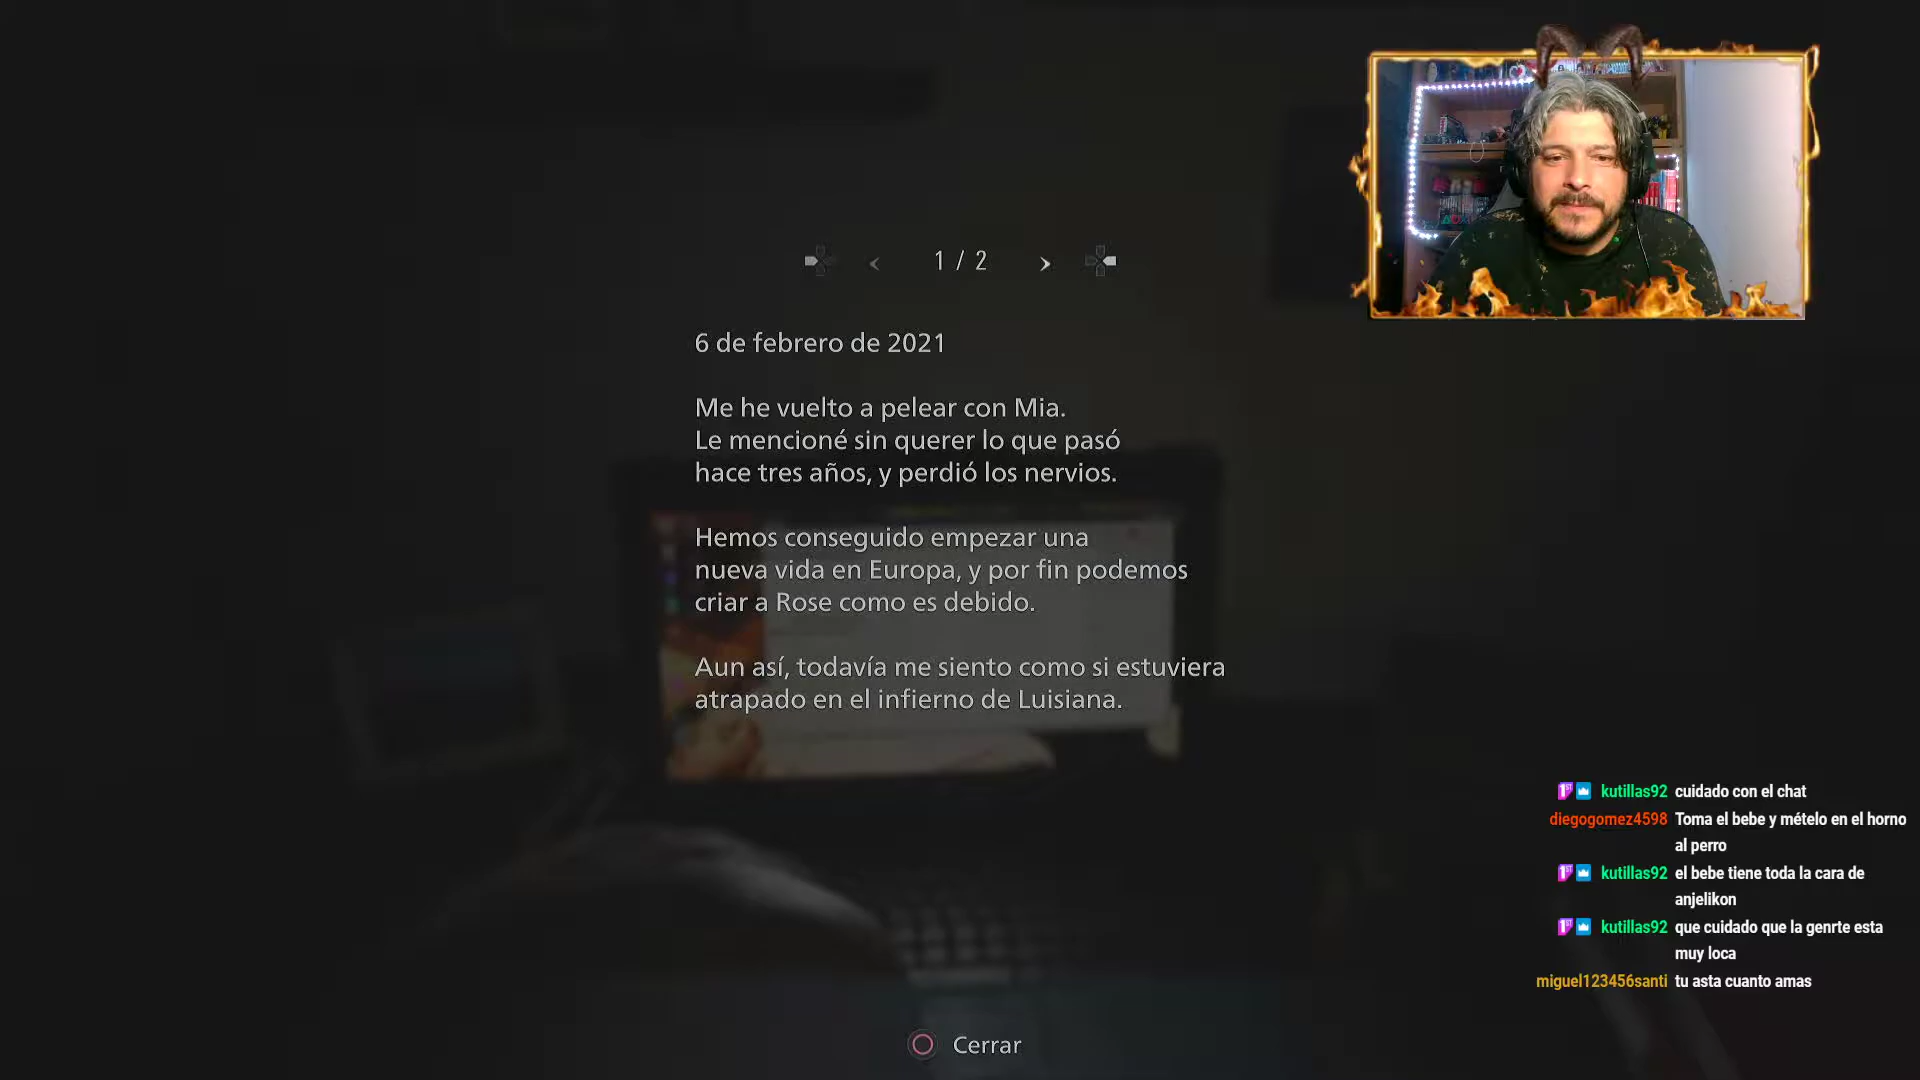 1 / 2
6 de febrero de 2021
Me he vuelto a pelear con Mia.
Le mencioné sin querer lo que pasó
hace tres años, y perdió los nervios.
Hemos conseguido empezar una
nueva vida en Europa, y por fin podemos
criar a Rose como es debido.
Aun así, todavía me siento como si estuviera
atrapado en el infierno de Luisiana.
kutillas92 cuidado con el chat
diegogomez4598 Toma el bebe y mételo en el horno
al perro
kutillas92 el bebe tiene toda la cara de
anjelikon
kutillas92 que cuidado que la genrte esta
muy loca
miguel123456santi tu asta cuanto amas
Cerrar